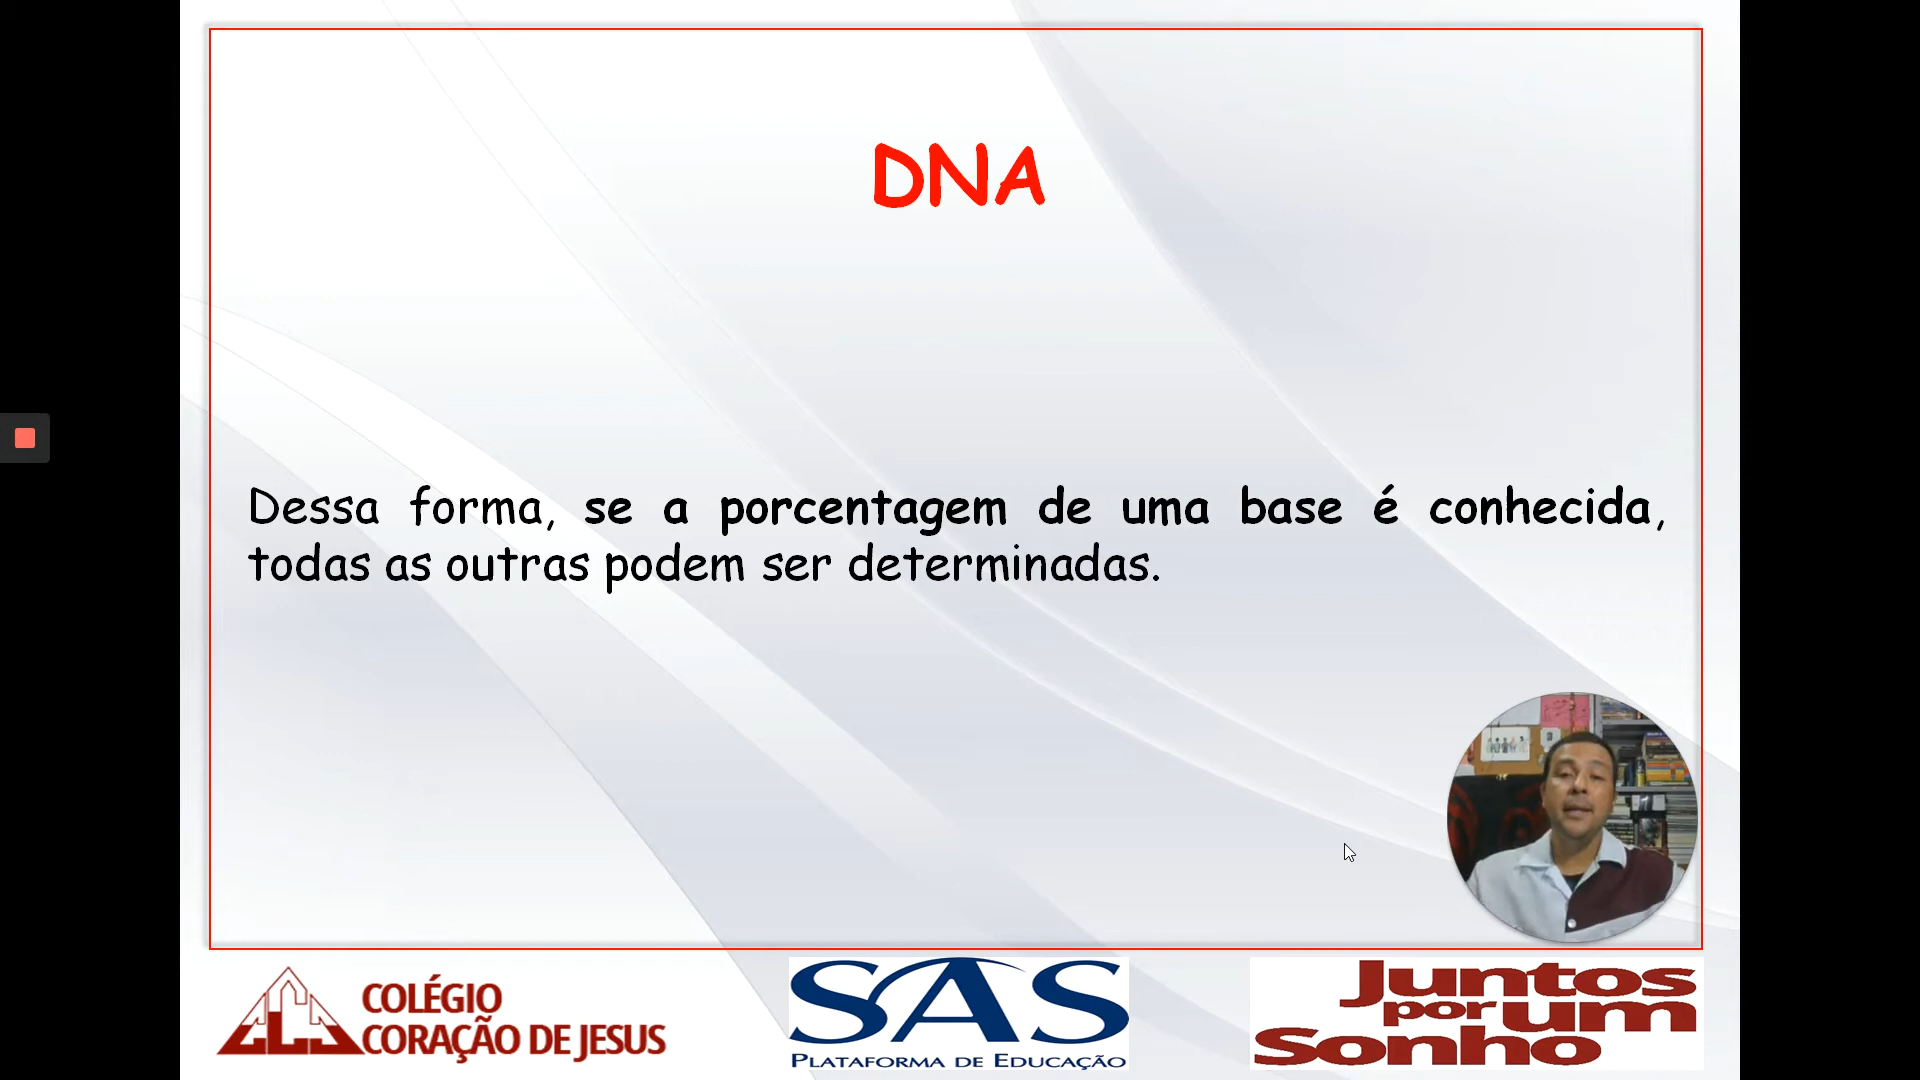 DNA
Dessa forma, se a porcentagem de uma base é conhecida,
todas as outras podem ser determinadas.
COLÉGIO
CORAÇÃO DE JESUS
SAS
PLATAFORMA DE EDUCAÇÃO
Juntos
por um
Sonho